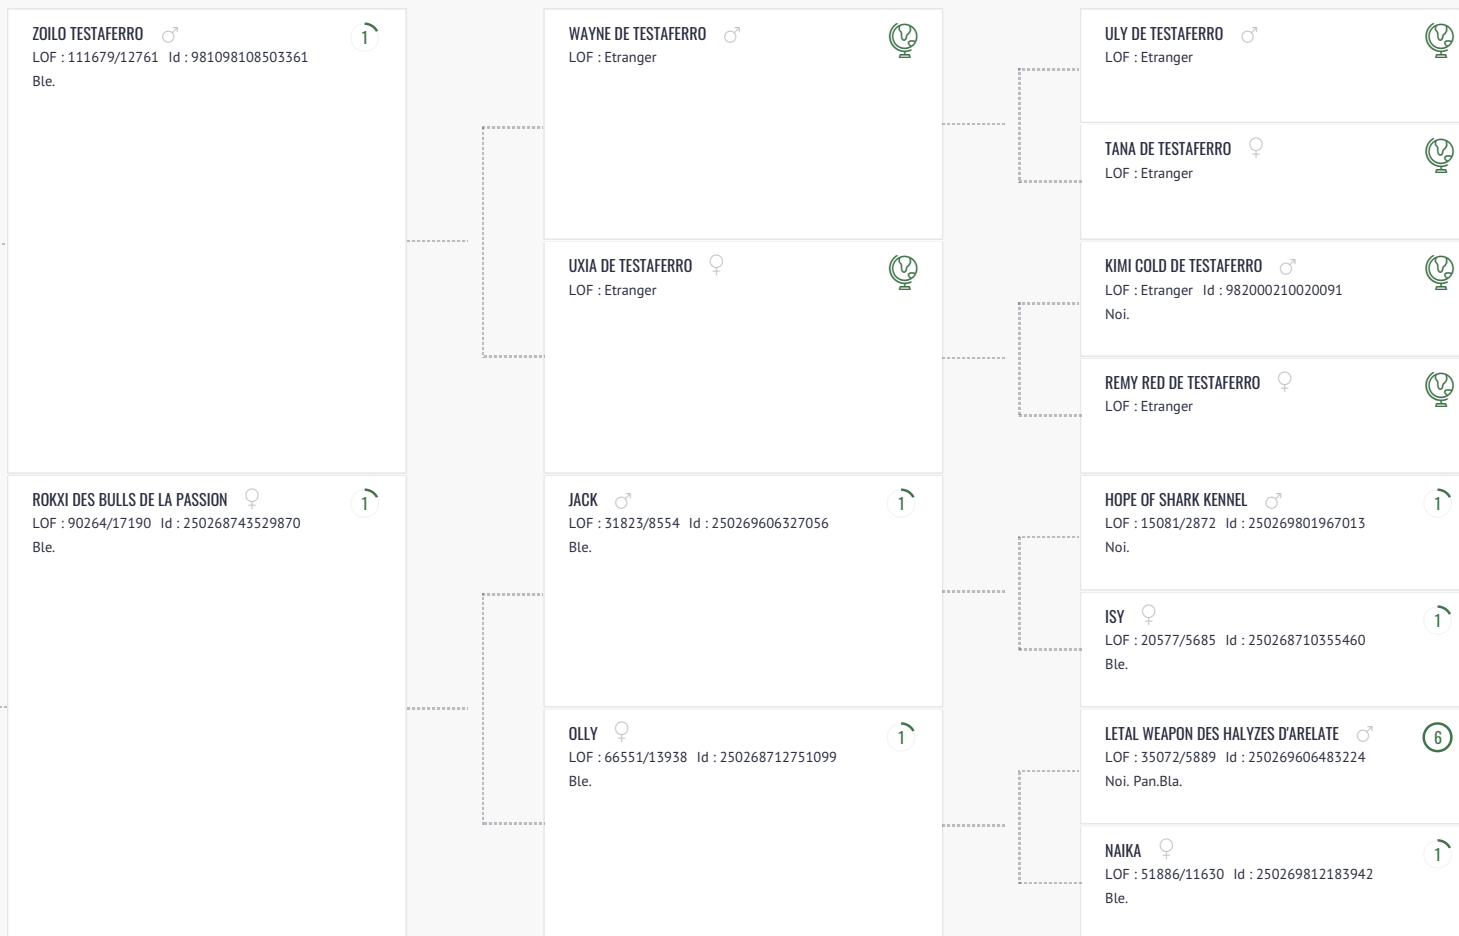 ZOILO TESTAFERRO
1
LOF : 111679/12761 Id : 981098108503361
Ble.
ROKXI DES BULLS DE LA PASSION
1
LOF : 90264/17190 Id : 250268743529870
Ble.
WAYNE DE TESTAFERRO
LOF : Etranger
UXIA DE TESTAFERRO
LOF : Etranger
JACK
1
LOF : 31823/8554 Id : 250269606327056
Ble.
OLLY
1
LOF : 66551/13938 Id : 250268712751099
Ble.
ULY DE TESTAFERRO
LOF : Etranger
TANA DE TESTAFERRO
LOF : Etranger
KIMI COLD DE TESTAFERRO
LOF : Etranger Id : 982000210020091
Noi.
REMY RED DE TESTAFERRO
LOF : Etranger
HOPE OF SHARK KENNEL
1
LOF : 15081/2872 Id : 250269801967013
Noi.
ISY
1
LOF : 20577/5685 Id : 250268710355460
Ble.
LETAL WEAPON DES HALYZES D'ARELATE
6
LOF : 35072/5889 Id : 250269606483224
Noi. Pan.Bla.
NAIKA
1
LOF : 51886/11630 Id : 250269812183942
Ble.